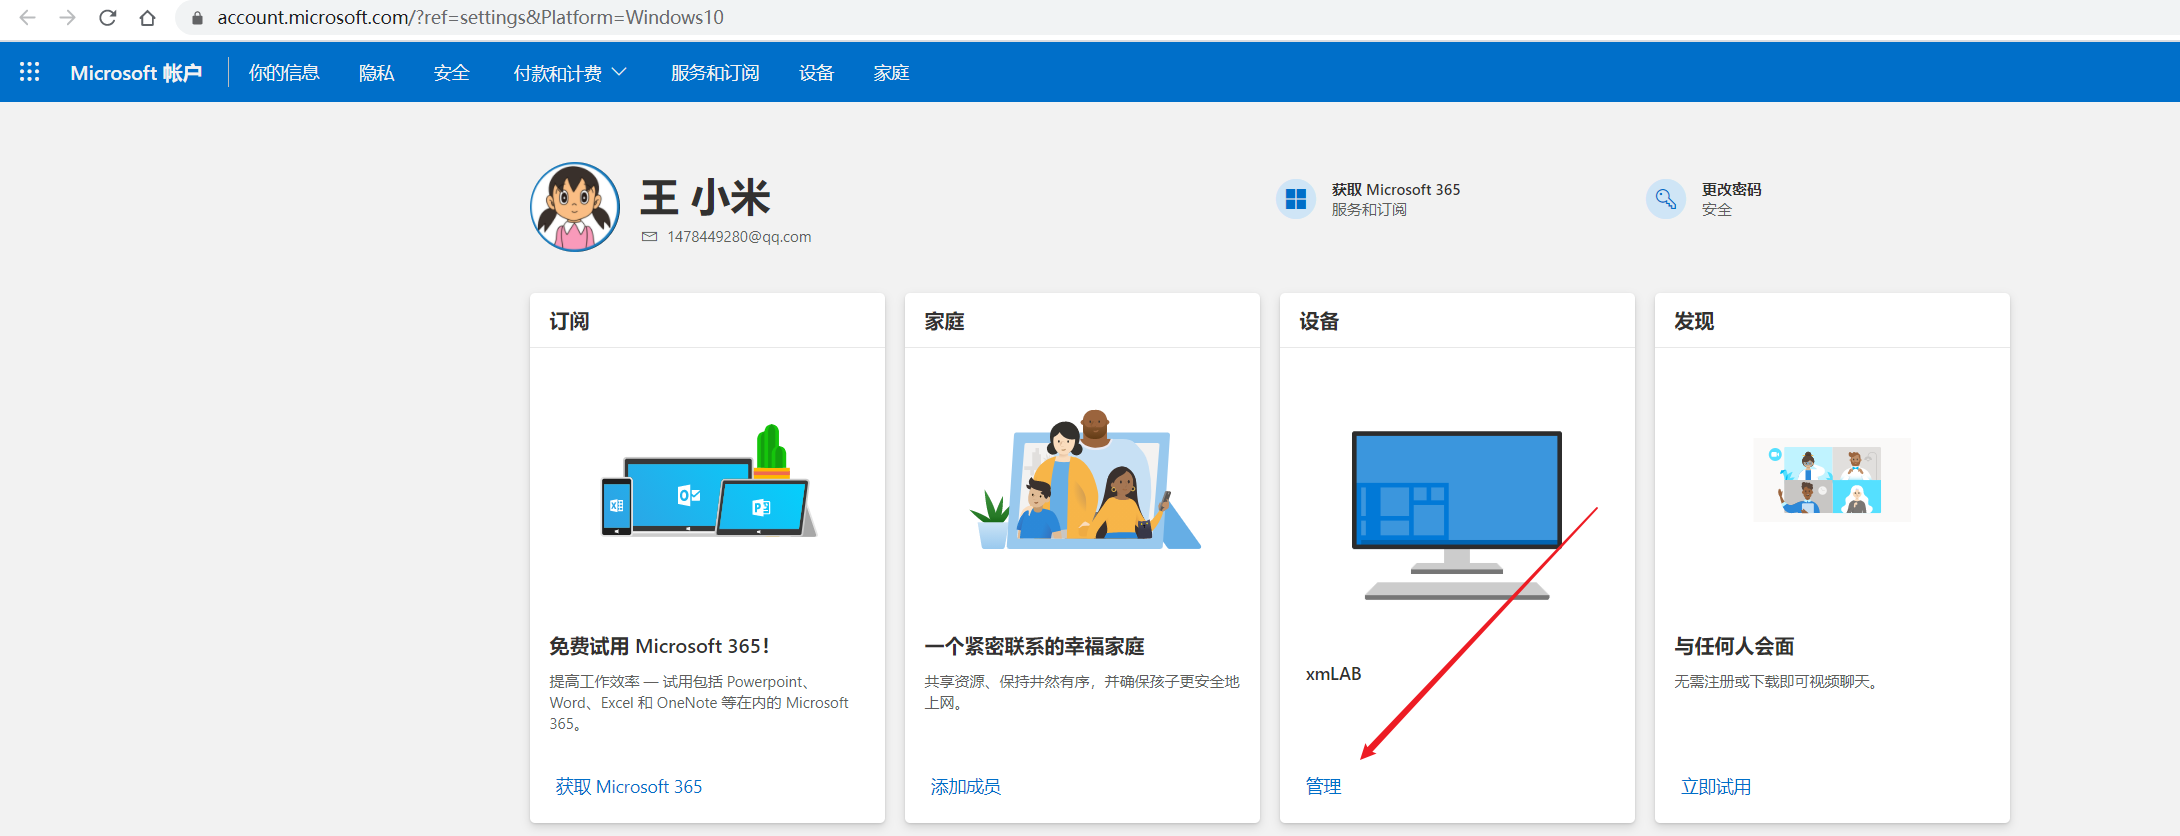 account.microsoft.com/?ref=settings&Platform=Windows10
Microsoft 帐户 你的信息 隐私 安全 付款和计费 服务和订阅 设备 家庭
王 小米
1478449280@qq.com
获取 Microsoft 365
服务和订阅
更改密码
安全
订阅
免费试用 Microsoft 365！
提高工作效率 — 试用包括 Powerpoint、
Word、Excel 和 OneNote 等在内的 Microsoft
365。
获取 Microsoft 365
家庭
一个紧密联系的幸福家庭
共享资源、保持井然有序，并确保孩子更安全地
上网。
添加成员
设备
xmLAB
管理
发现
与任何人会面
无需注册或下载即可视频聊天。
立即试用